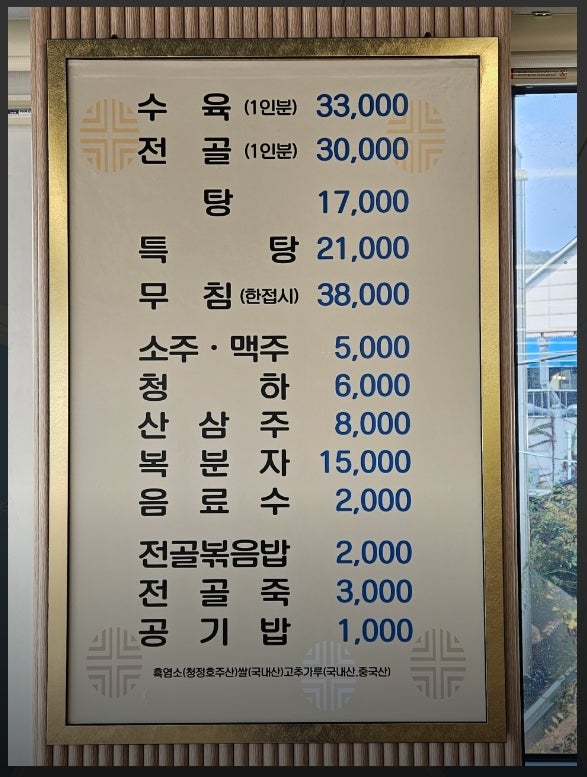 수 육 (1인분) 33,000
전 골 (1인분) 30,000
탕 17,000
특 탕 21,000
무 침 (한접시) 38,000
소주 · 맥주 5,000
청 하 6,000
산 삼 주 8,000
복 분 자 15,000
음 료 수 2,000
전골볶음밥 2,000
전 골 죽 3,000
공 기 밥 1,000
흑염소(청정호주산)쌀(국내산)고추가루(국내산,중국산)